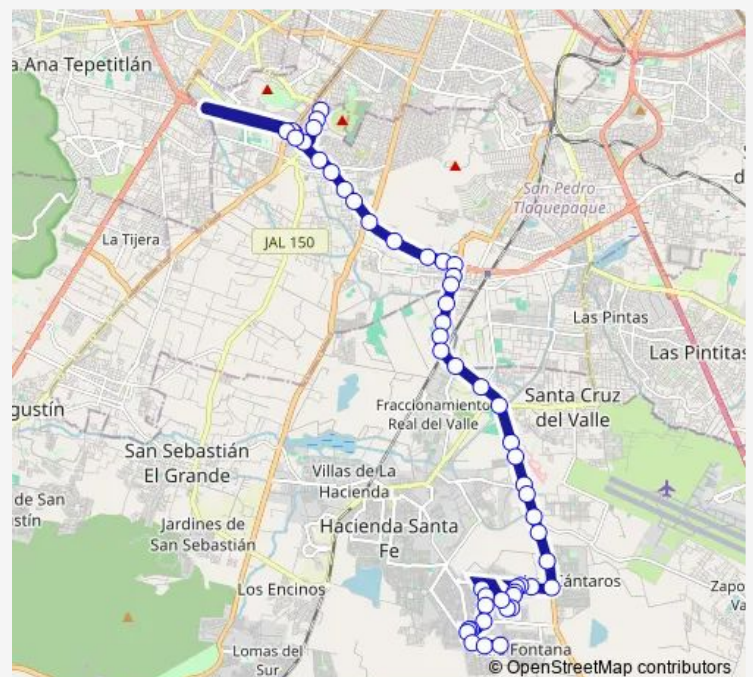 a Ana Tepetitlán
San Pedro
Tlaquepaque
La Tijera
JAL 150
Las Pintas
Las Pintitas
Fraccionamiento
Real del Valle
Santa Cruz
del Valle
gustín
San Sebastián
El Grande
Villas de La
Hacienda
de San
stín
Jardines de
San Sebastián
Hacienda Santa
Fe
Los Encinos
Cántaros
Zapo
Va
Lomas del
Sur
Fontana
© OpenStreetMap contributors